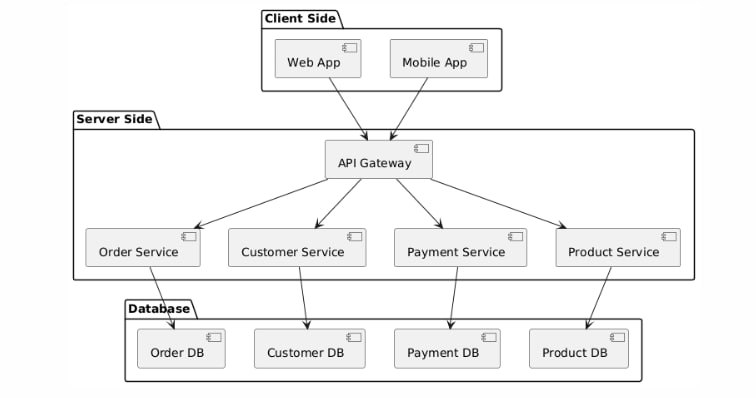 Client Side
Web App
Mobile App
Server Side
API Gateway
Order Service
Customer Service
Payment Service
Product Service
Database
Order DB
Customer DB
Payment DB
Product DB